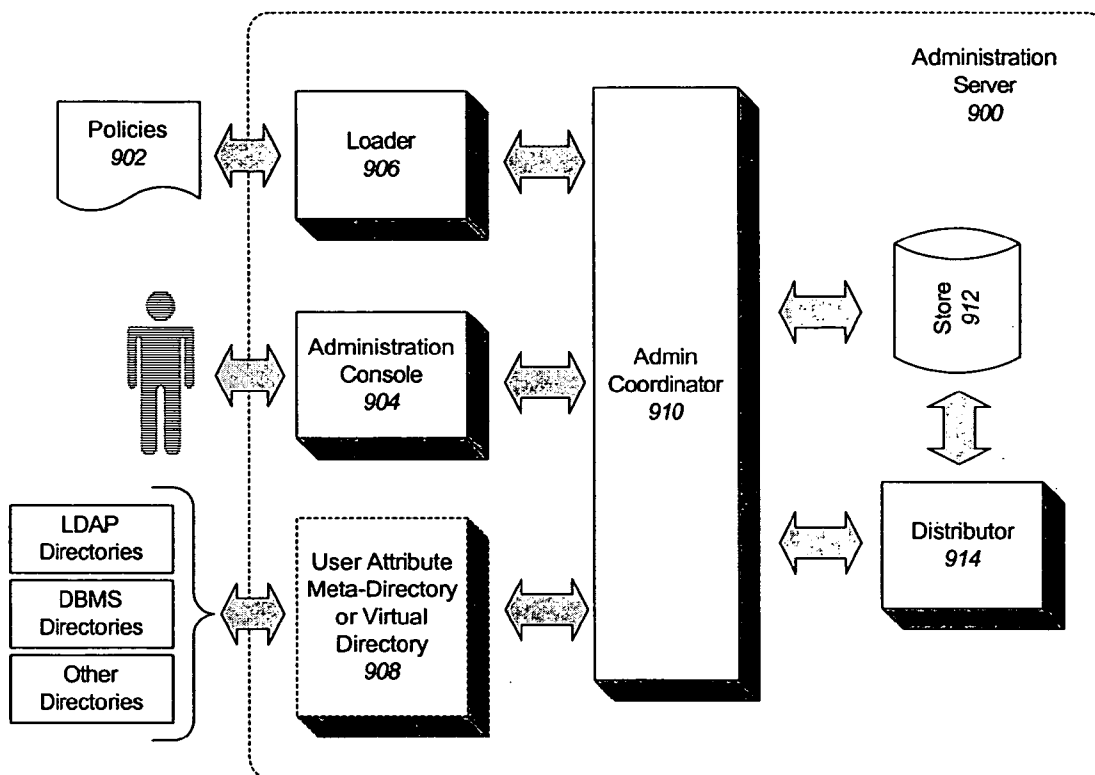 Administration
Server
900
Policies
902
Loader
906
Administration
Console
904
Admin
Coordinator
910
Store
912
LDAP
Directories
DBMS
Directories
Other
Directories
User Attribute
Meta-Directory
or Virtual
Directory
908
Distributor
914